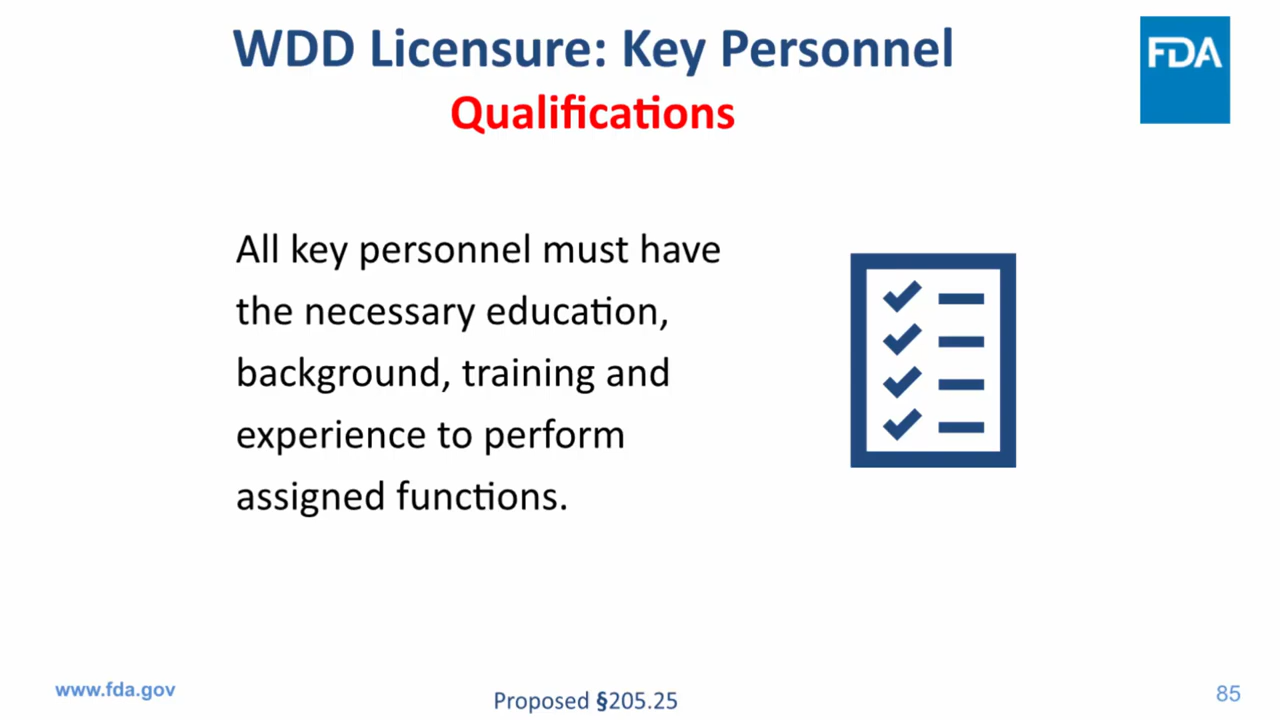 WDD Licensure: Key Personnel
Qualifications
FDA
All key personnel must have
the necessary education,
background, training and
experience to perform
assigned functions.
www.fda.gov
Proposed §205.25
85